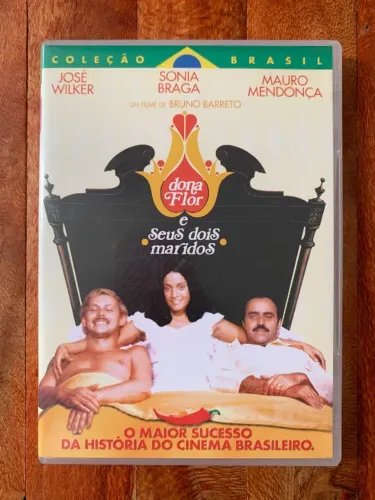 COLEÇÃO BRASIL
JOSÉ WILKER
SONIA BRAGA
MAURO MENDONÇA
UM FILME DE BRUNO BARRETO
dona
Flor
e
seus dois
maridos
O MAIOR SUCESSO
DA HISTÓRIA DO CINEMA BRASILEIRO.